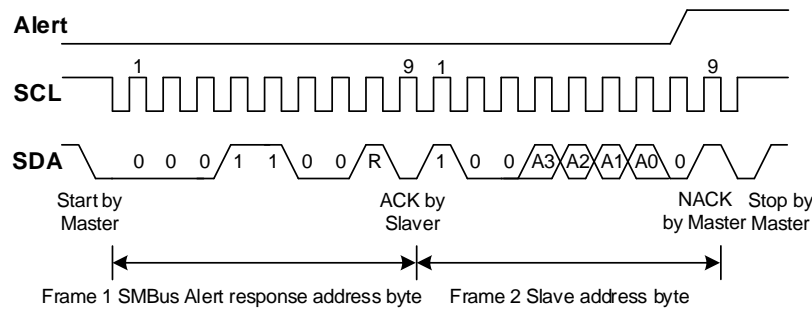 Alert
1 9 1 9
SCL
SDA 0 0 0 1 1 0 0 R 1 0 0 A3 A2 A1 A0 0
Start by Master
ACK by Slaver
NACK by Master
Stop by Master
Frame 1 SMBus Alert response address byte
Frame 2 Slave address byte